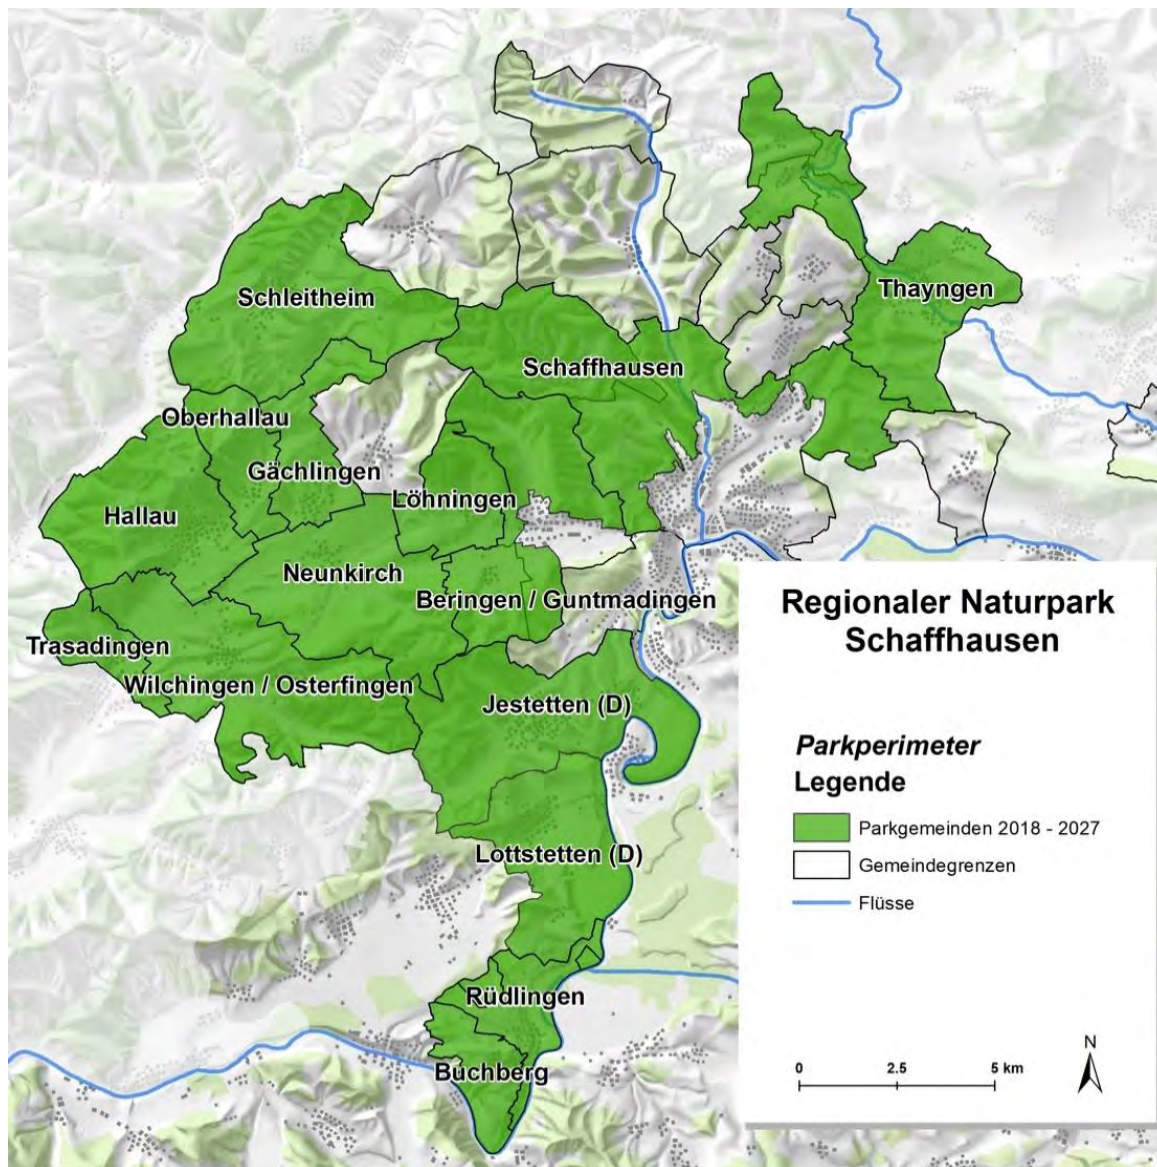 Schleitheim
Thayngen
Schaffhausen
Oberhallau
Gächlingen
Löhningen
Hallau
Neunkirch
Beringen / Guntmadingen
Trasadingen
Wilchingen / Osterfingen
Jestetten (D)
Lottstetten (D)
Rüdlingen
Buchberg
Regionaler Naturpark
Schaffhausen
Parkperimeter
Legende
Parkgemeinden 2018 - 2027
Gemeindegrenzen
Flüsse
N
0 2.5 5 km